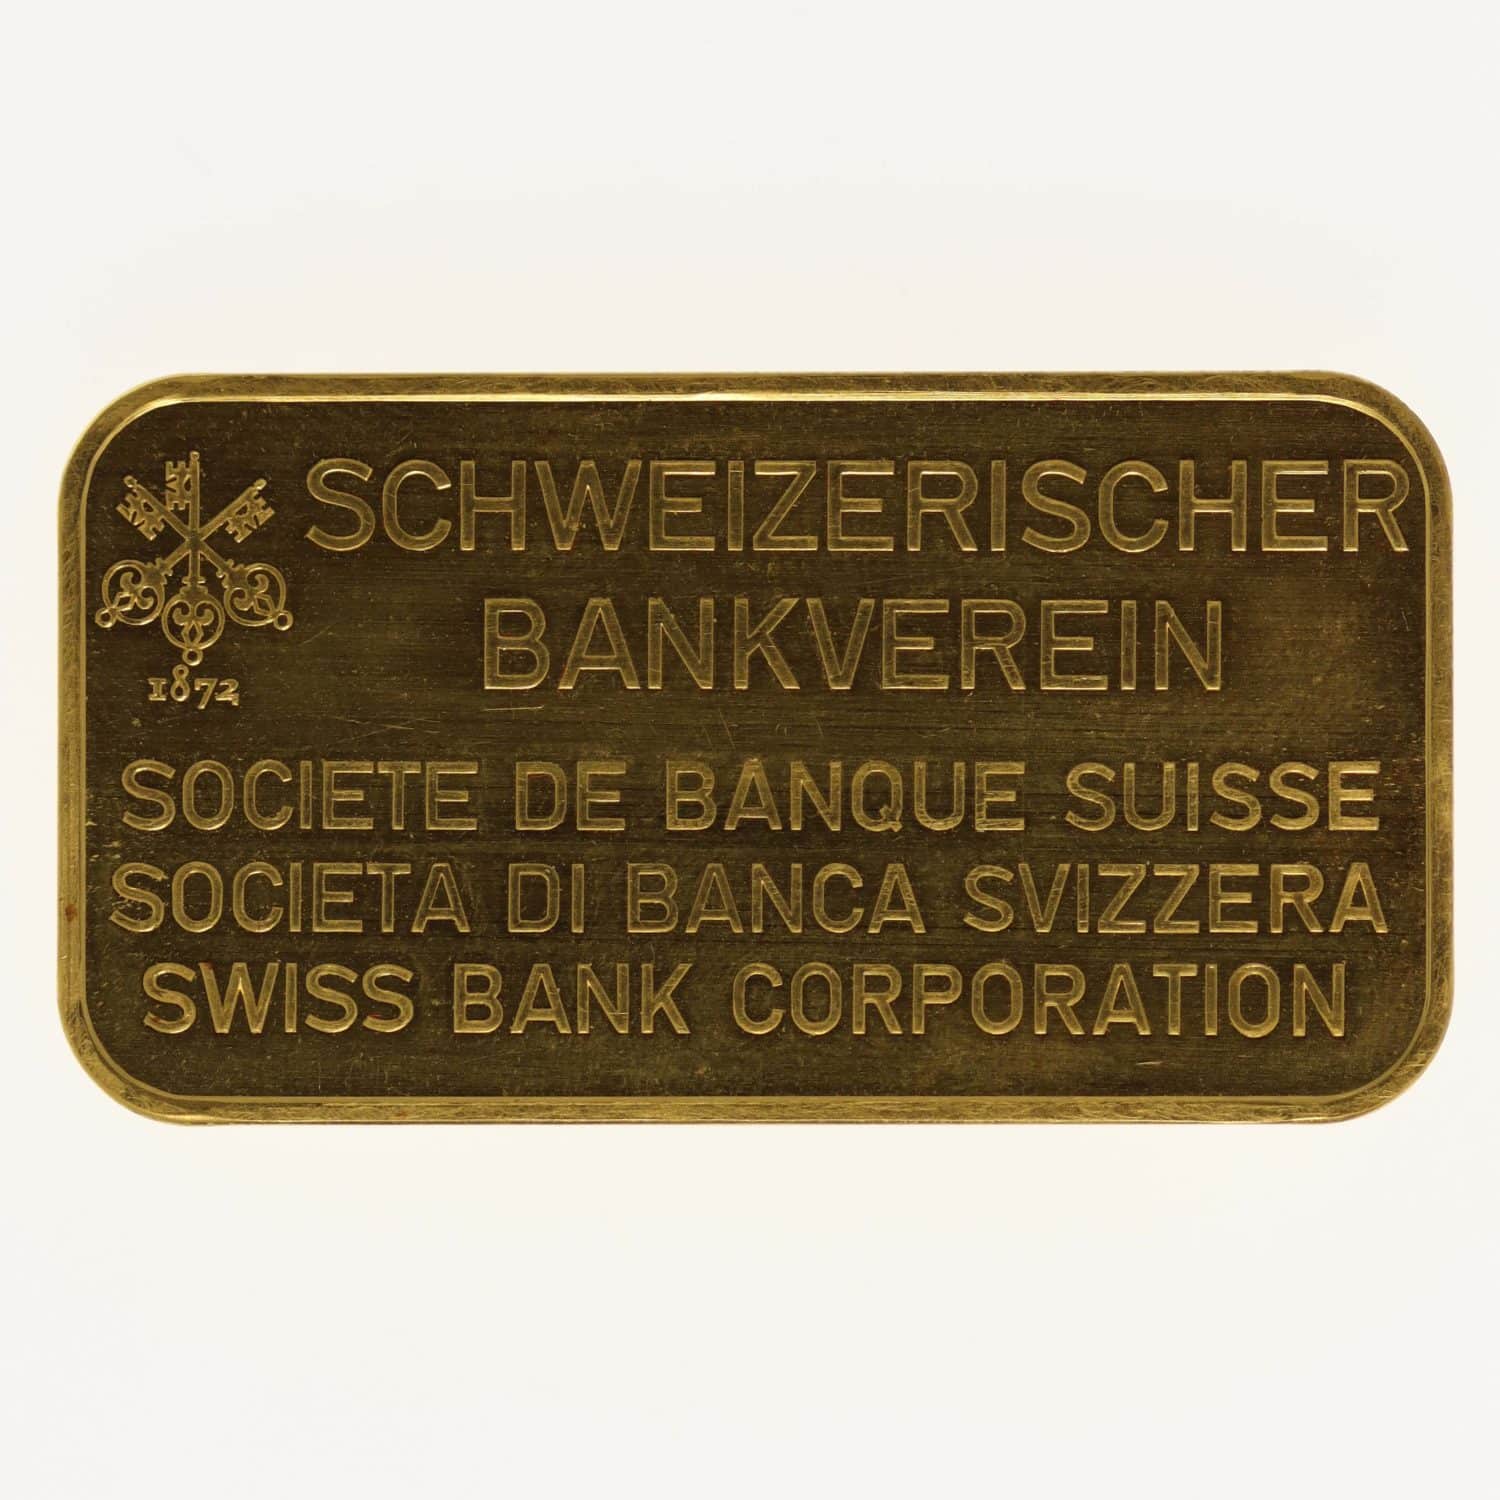 SCHWEIZERISCHER
BANKVEREIN
1872
SOCIETE DE BANQUE SUISSE
SOCIETA DI BANCA SVIZZERA
SWISS BANK CORPORATION